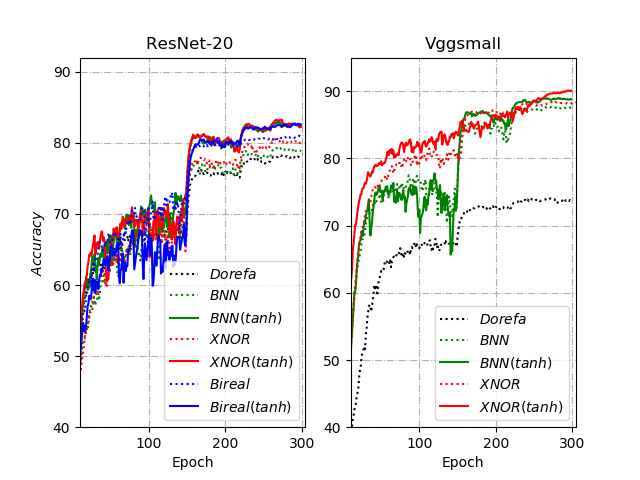 ResNet-20
90
80
70
60
50
40
Accuracy
100
200
300
Epoch
Dorefa
BNN
BNN(tanh)
XNOR
XNOR(tanh)
Bireal
Bireal(tanh)
Vggsmall
90
80
70
60
50
40
100
200
300
Epoch
Dorefa
BNN
BNN(tanh)
XNOR
XNOR(tanh)